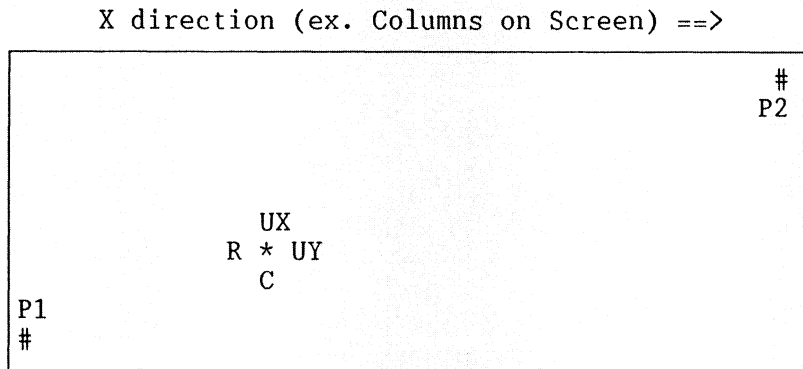 X direction (ex. Columns on Screen) ==>
#
P2
UX
R * UY
C
P1
#